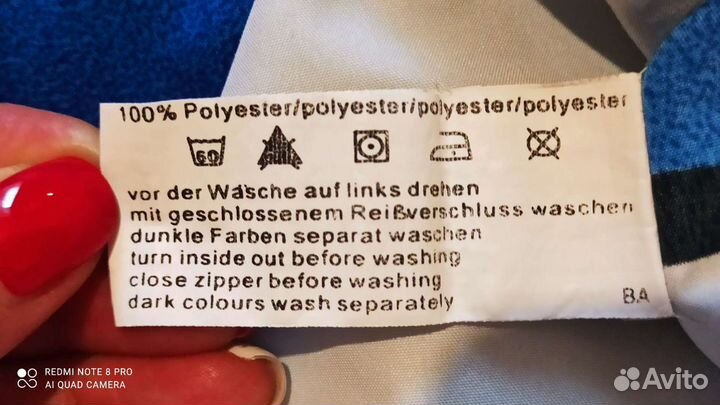 100% Polyester/polyester/polyester/polyester
60
vor der Wäsche auf links drehen
mit geschlossenem Reißverschluss waschen
dunkle Farben separat waschen
turn inside out before washing
close zipper before washing
dark colours wash separately
BA
REDMI NOTE 8 PRO
AI QUAD CAMERA
Avito